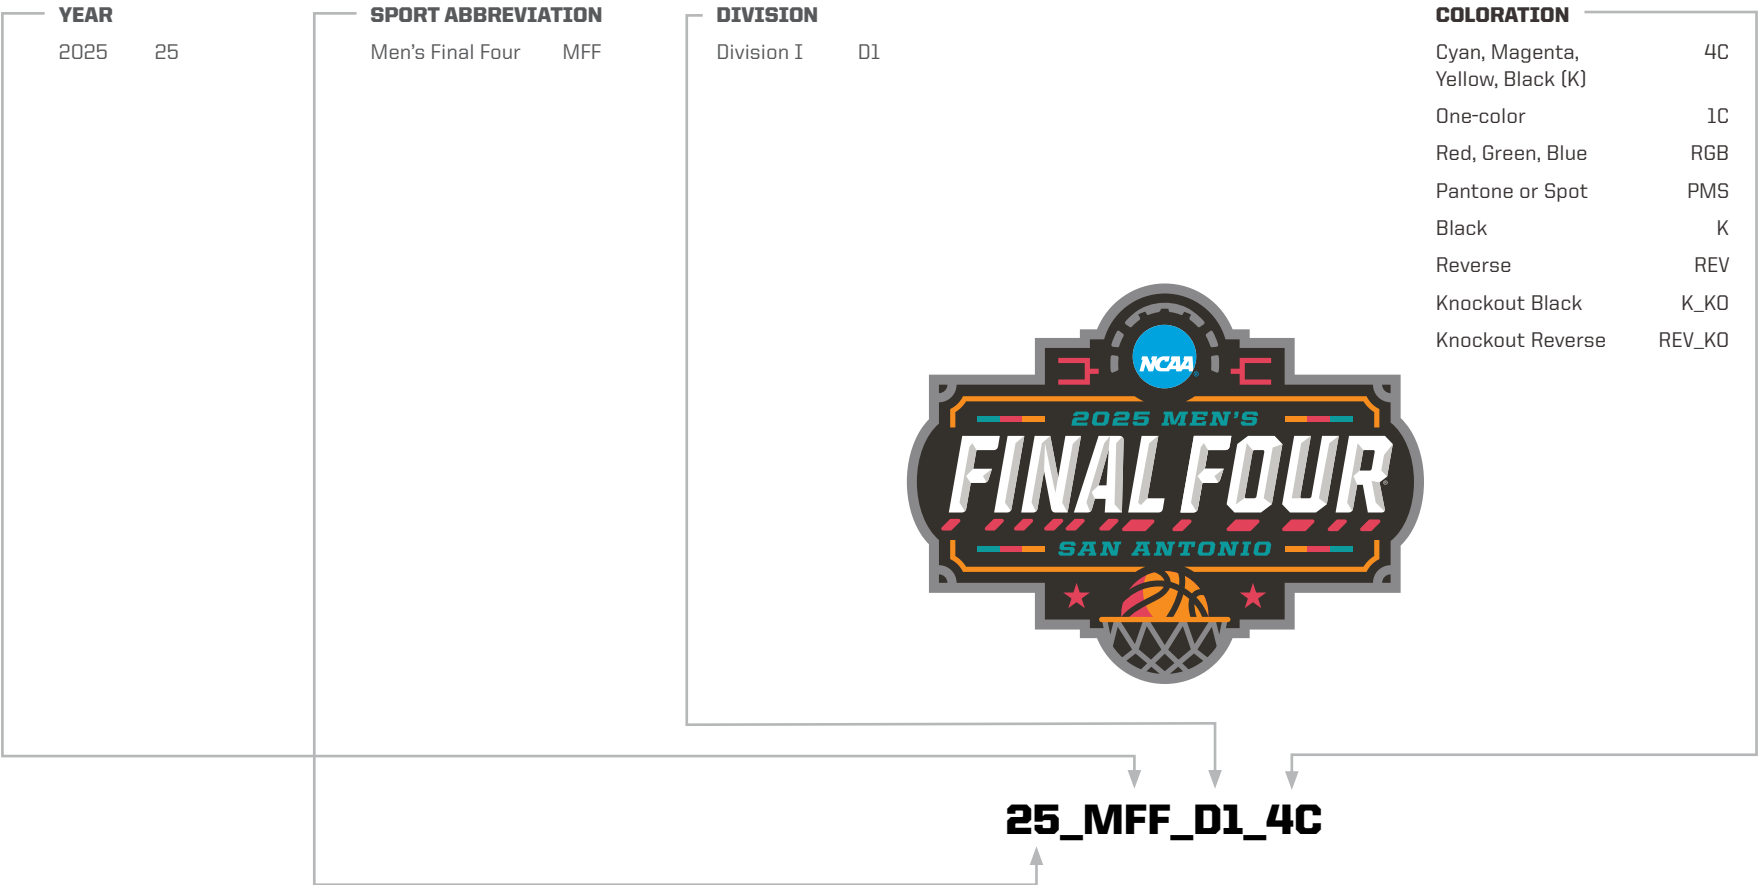 YEAR
2025 25
SPORT ABBREVIATION
Men’s Final Four MFF
DIVISION
Division I D1
COLORATION
Cyan, Magenta, 4C
Yellow, Black (K)
One-color 1C
Red, Green, Blue RGB
Pantone or Spot PMS
Black K
Reverse REV
Knockout Black K_KO
Knockout Reverse REV_KO
NCAA®
2025 MEN’S
FINAL FOUR®
SAN ANTONIO
25_MFF_D1_4C